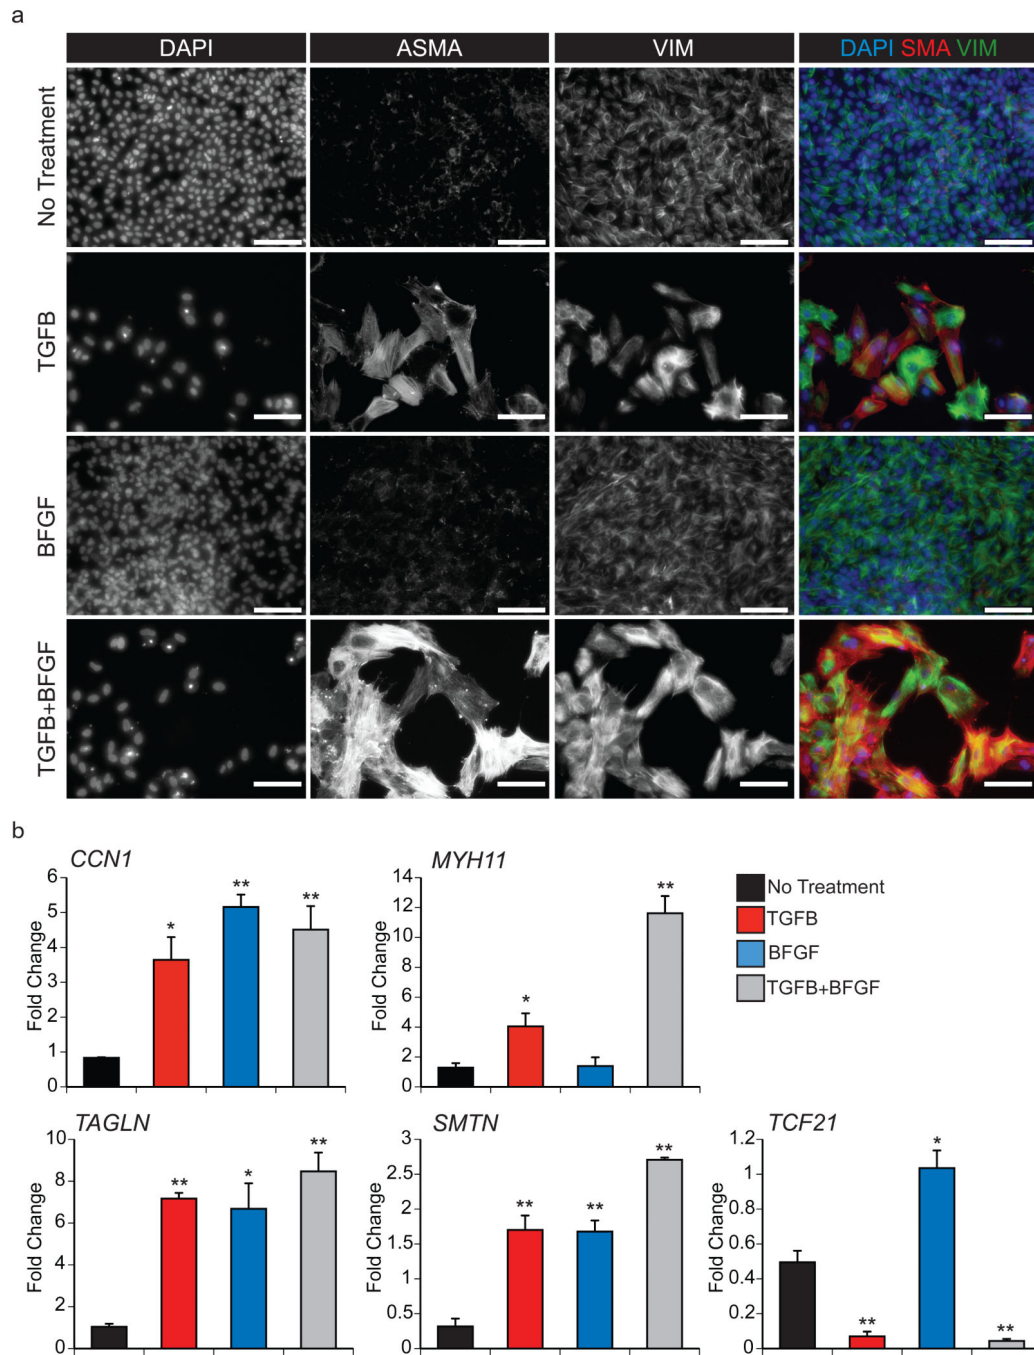 a
DAPI ASMA VIM DAPI SMA VIM
No Treatment
TGFB
BFGF
TGFB+BFGF
b
CCN1
Fold Change
6
5
4
3
2
1
0
*
**
**
MYH11
Fold Change
14
12
10
8
6
4
2
0
*
**
No Treatment
TGFB
BFGF
TGFB+BFGF
TAGLN
Fold Change
10
8
6
4
2
0
**
*
**
SMTN
Fold Change
3
2.5
2
1.5
1
0.5
0
**
**
**
TCF21
Fold Change
1.2
1
0.8
0.6
0.4
0.2
0
**
*
**